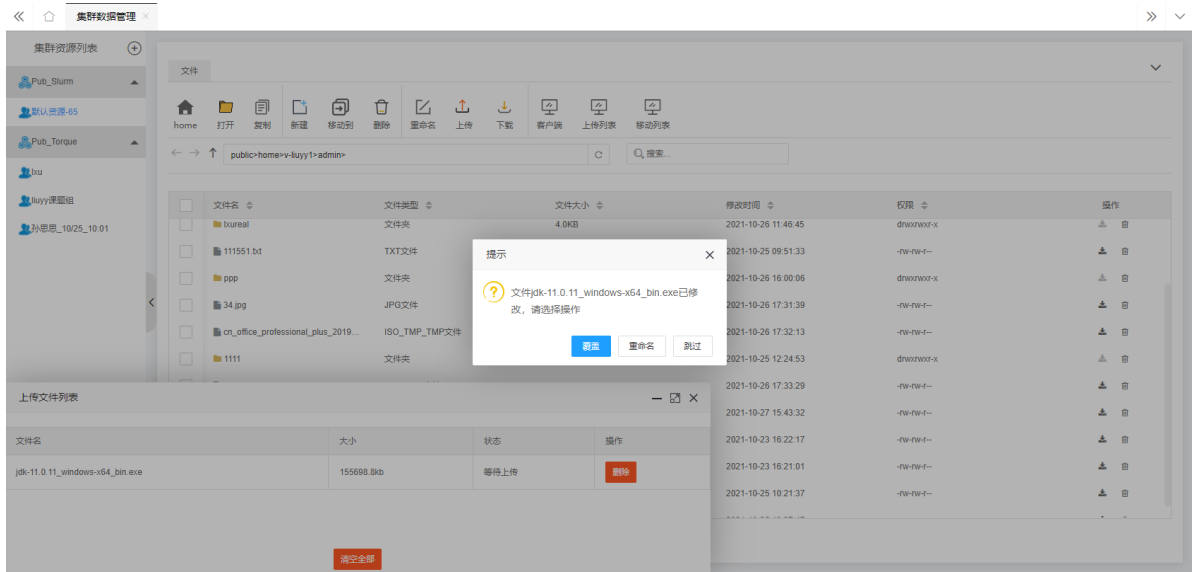 集群数据管理
集群资源列表
Pub_Slurm
默认资源-65
Pub_Torque
lxu
liuyy课题组
孙思思_10/25_10:01
文件
home 打开 复制 新建 移动到 删除 重命名 上传 下载 客户端 上传列表 移动列表
public>home>v-liuyy1>admin> 搜索...
文件名 文件类型 文件大小 修改时间 权限 操作
lxureal 文件夹 4.0KB 2021-10-26 11:46:45 drwxrwxr-x
111551.txt TXT文件 2021-10-25 09:51:33 -rw-rw-r--
ppp 文件夹 2021-10-26 16:00:06 drwxrwxr-x
34.jpg JPG文件 2021-10-26 17:31:39 -rw-rw-r--
cn_office_professional_plus_2019... ISO_TMP_TMP文件 2021-10-26 17:32:13 -rw-rw-r--
1111 文件夹 2021-10-25 12:24:53 drwxrwxr-x
2021-10-26 17:33:29 -rw-rw-r--
2021-10-27 15:43:32 -rw-rw-r--
2021-10-23 16:22:17 -rw-rw-r--
2021-10-23 16:21:01 -rw-rw-r--
2021-10-25 10:21:37 -rw-rw-r--
提示
文件jdk-11.0.11_windows-x64_bin.exe已修
改，请选择操作
覆盖 重命名 跳过
上传文件列表
文件名 大小 状态 操作
jdk-11.0.11_windows-x64_bin.exe 155698.8kb 等待上传 删除
清空全部